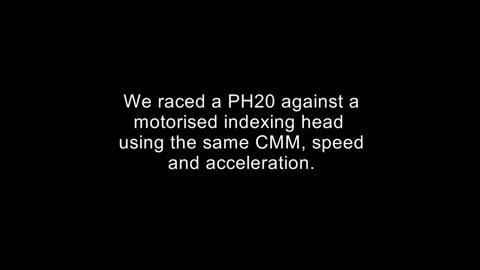 We raced a PH20 against a
motorised indexing head
using the same CMM, speed
and acceleration.